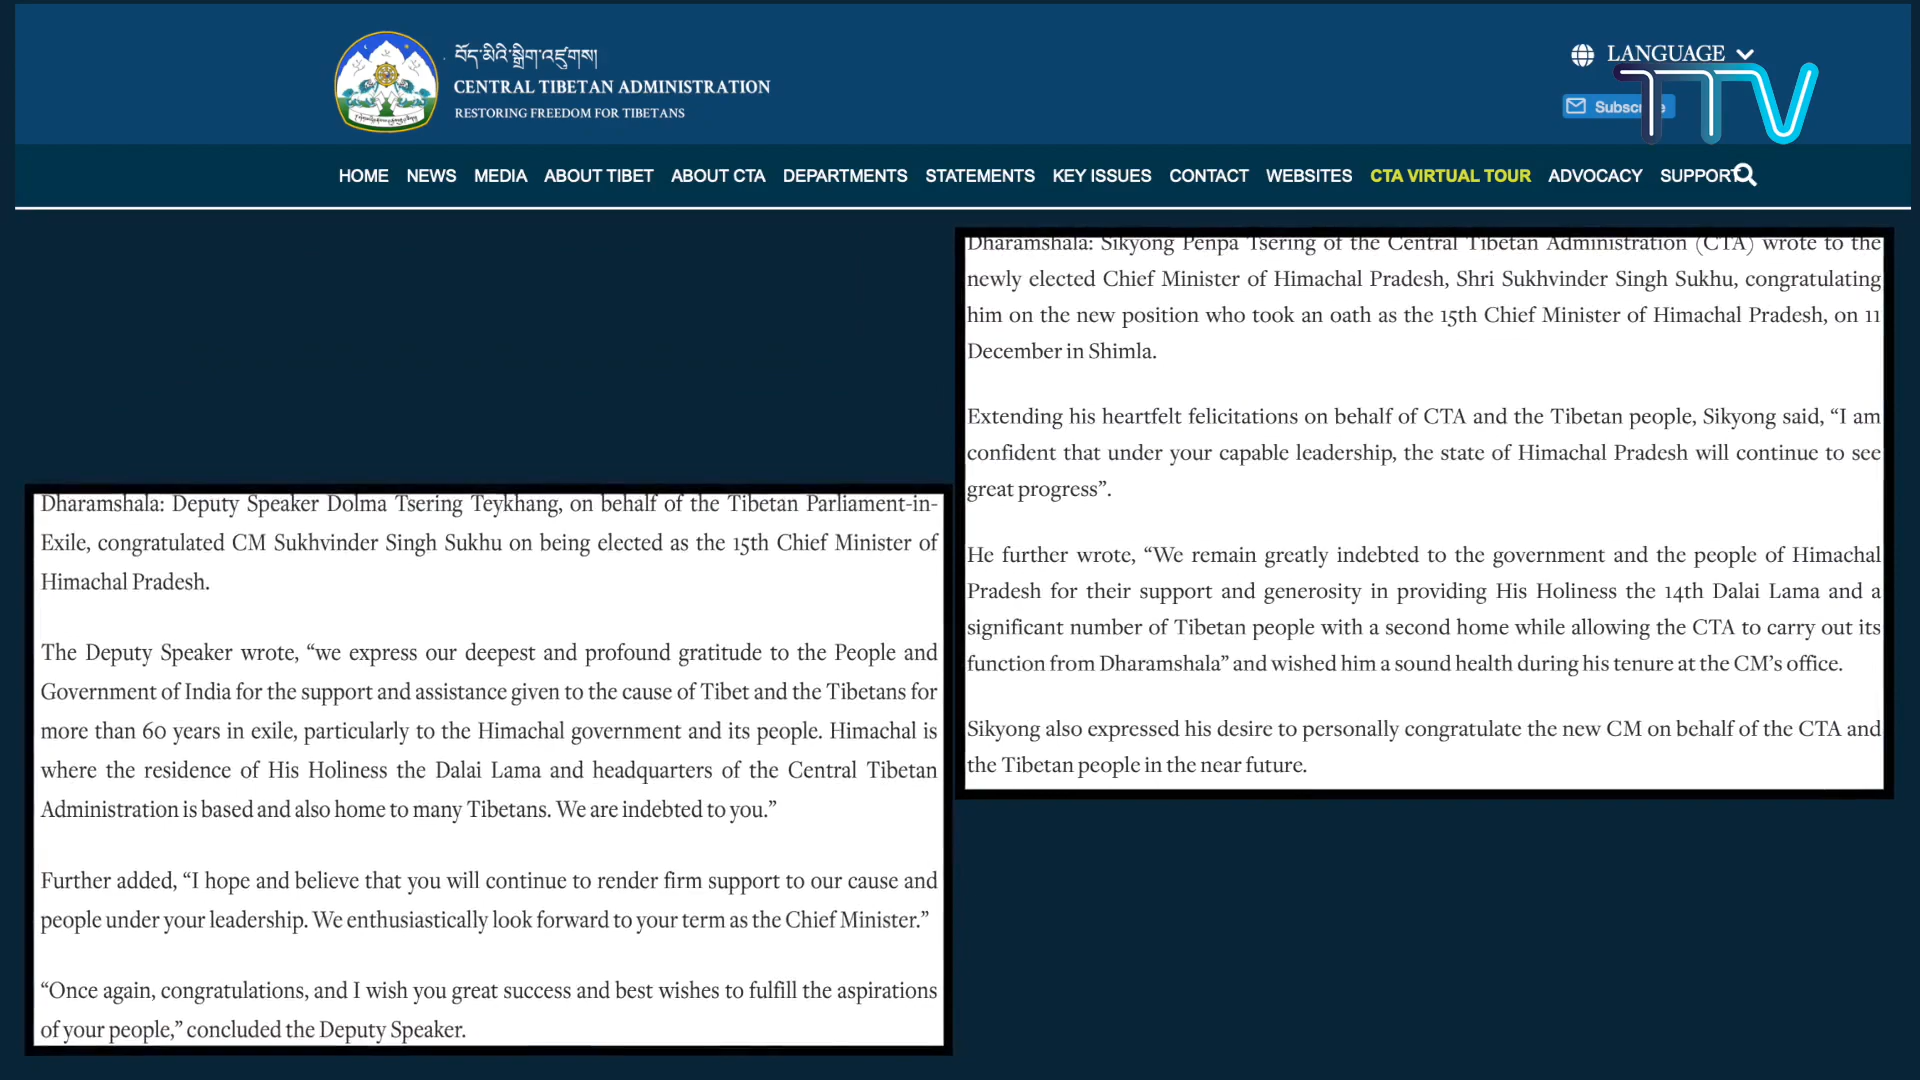 བོད་མིའི་སྒྲིག་འཛུགས།
CENTRAL TIBETAN ADMINISTRATION
RESTORING FREEDOM FOR TIBETANS
LANGUAGE
TTV
HOME NEWS MEDIA ABOUT TIBET ABOUT CTA DEPARTMENTS STATEMENTS KEY ISSUES CONTACT WEBSITES CTA VIRTUAL TOUR ADVOCACY SUPPORT
Dharamshala: Deputy Speaker Dolma Tsering Teykhang, on behalf of the Tibetan Parliament-in-
Exile, congratulated CM Sukhvinder Singh Sukhu on being elected as the 15th Chief Minister of
Himachal Pradesh.
The Deputy Speaker wrote, “we express our deepest and profound gratitude to the People and
Government of India for the support and assistance given to the cause of Tibet and the Tibetans for
more than 60 years in exile, particularly to the Himachal government and its people. Himachal is
where the residence of His Holiness the Dalai Lama and headquarters of the Central Tibetan
Administration is based and also home to many Tibetans. We are indebted to you.”
Further added, “I hope and believe that you will continue to render firm support to our cause and
people under your leadership. We enthusiastically look forward to your term as the Chief Minister.”
“Once again, congratulations, and I wish you great success and best wishes to fulfill the aspirations
of your people,” concluded the Deputy Speaker.
Dharamshala: Sikyong Penpa Tsering of the Central Tibetan Administration (CTA) wrote to the
newly elected Chief Minister of Himachal Pradesh, Shri Sukhvinder Singh Sukhu, congratulating
him on the new position who took an oath as the 15th Chief Minister of Himachal Pradesh, on 11
December in Shimla.
Extending his heartfelt felicitations on behalf of CTA and the Tibetan people, Sikyong said, “I am
confident that under your capable leadership, the state of Himachal Pradesh will continue to see
great progress”.
He further wrote, “We remain greatly indebted to the government and the people of Himachal
Pradesh for their support and generosity in providing His Holiness the 14th Dalai Lama and a
significant number of Tibetan people with a second home while allowing the CTA to carry out its
function from Dharamshala” and wished him a sound health during his tenure at the CM’s office.
Sikyong also expressed his desire to personally congratulate the new CM on behalf of the CTA and
the Tibetan people in the near future.